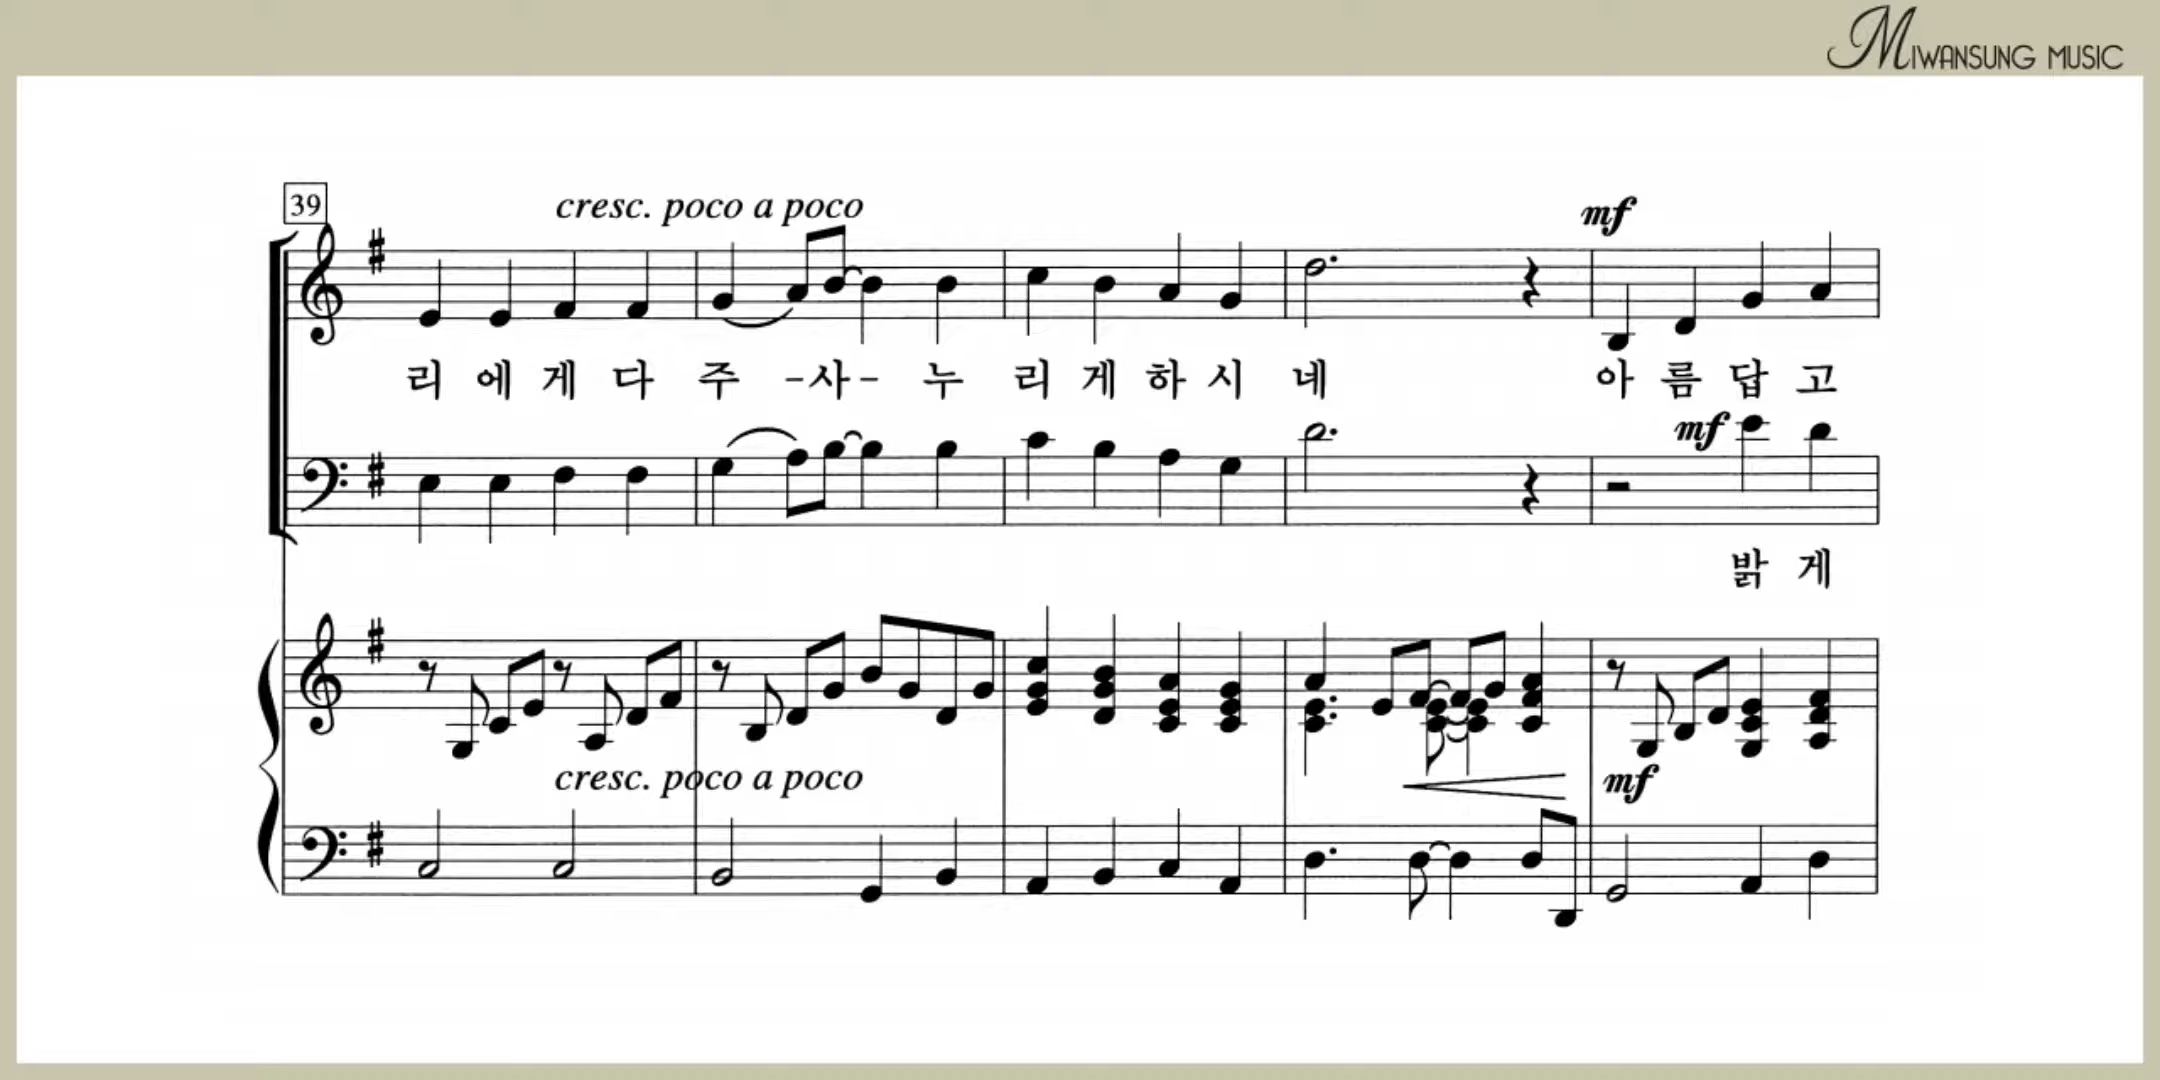 MIWANSUNG MUSIC
39
cresc. poco a poco
mf
리 에 게 다 주 -사- 누 리 게 하 시 네 아 름 답 고
mf
밝 게
cresc. poco a poco
mf